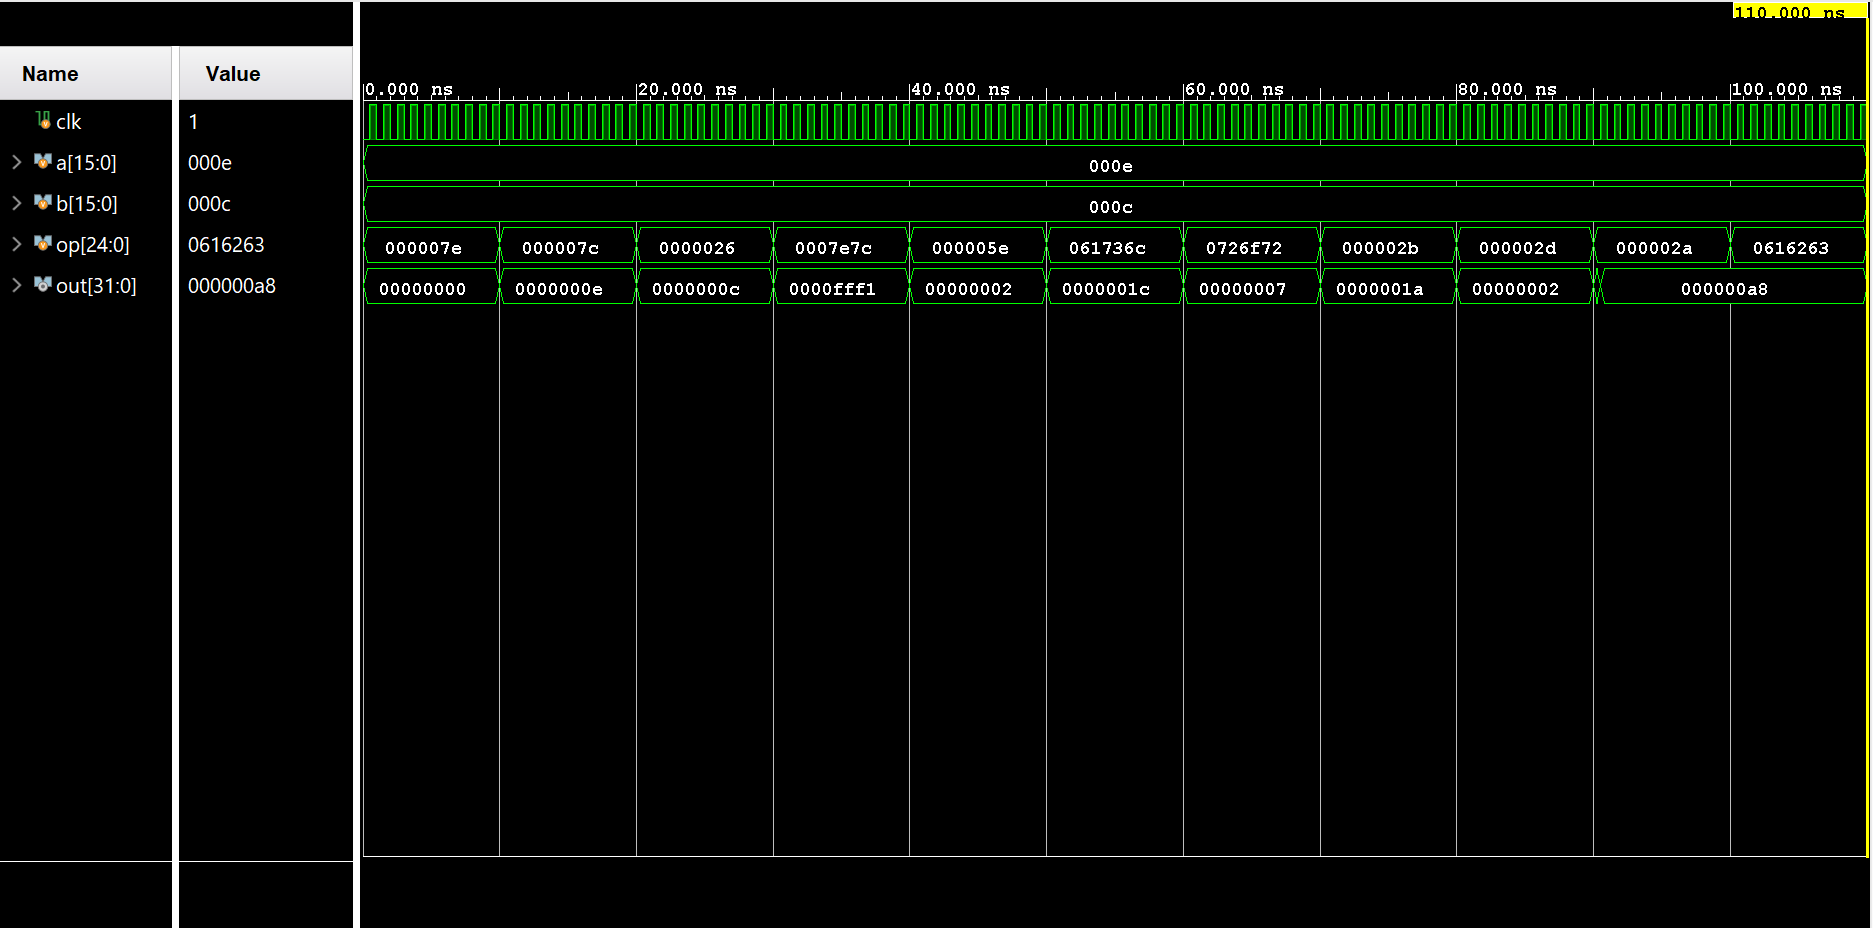 110.000 ns
Name Value
0.000 ns 20.000 ns 40.000 ns 60.000 ns 80.000 ns 100.000 ns
clk 1
a[15:0] 000e 000e
b[15:0] 000c 000c
op[24:0] 0616263 000007e 000007c 0000026 0007e7c 000005e 061736c 0726f72 000002b 000002d 000002a 0616263
out[31:0] 000000a8 00000000 0000000e 0000000c 0000fff1 00000002 0000001c 00000007 0000001a 00000002 000000a8